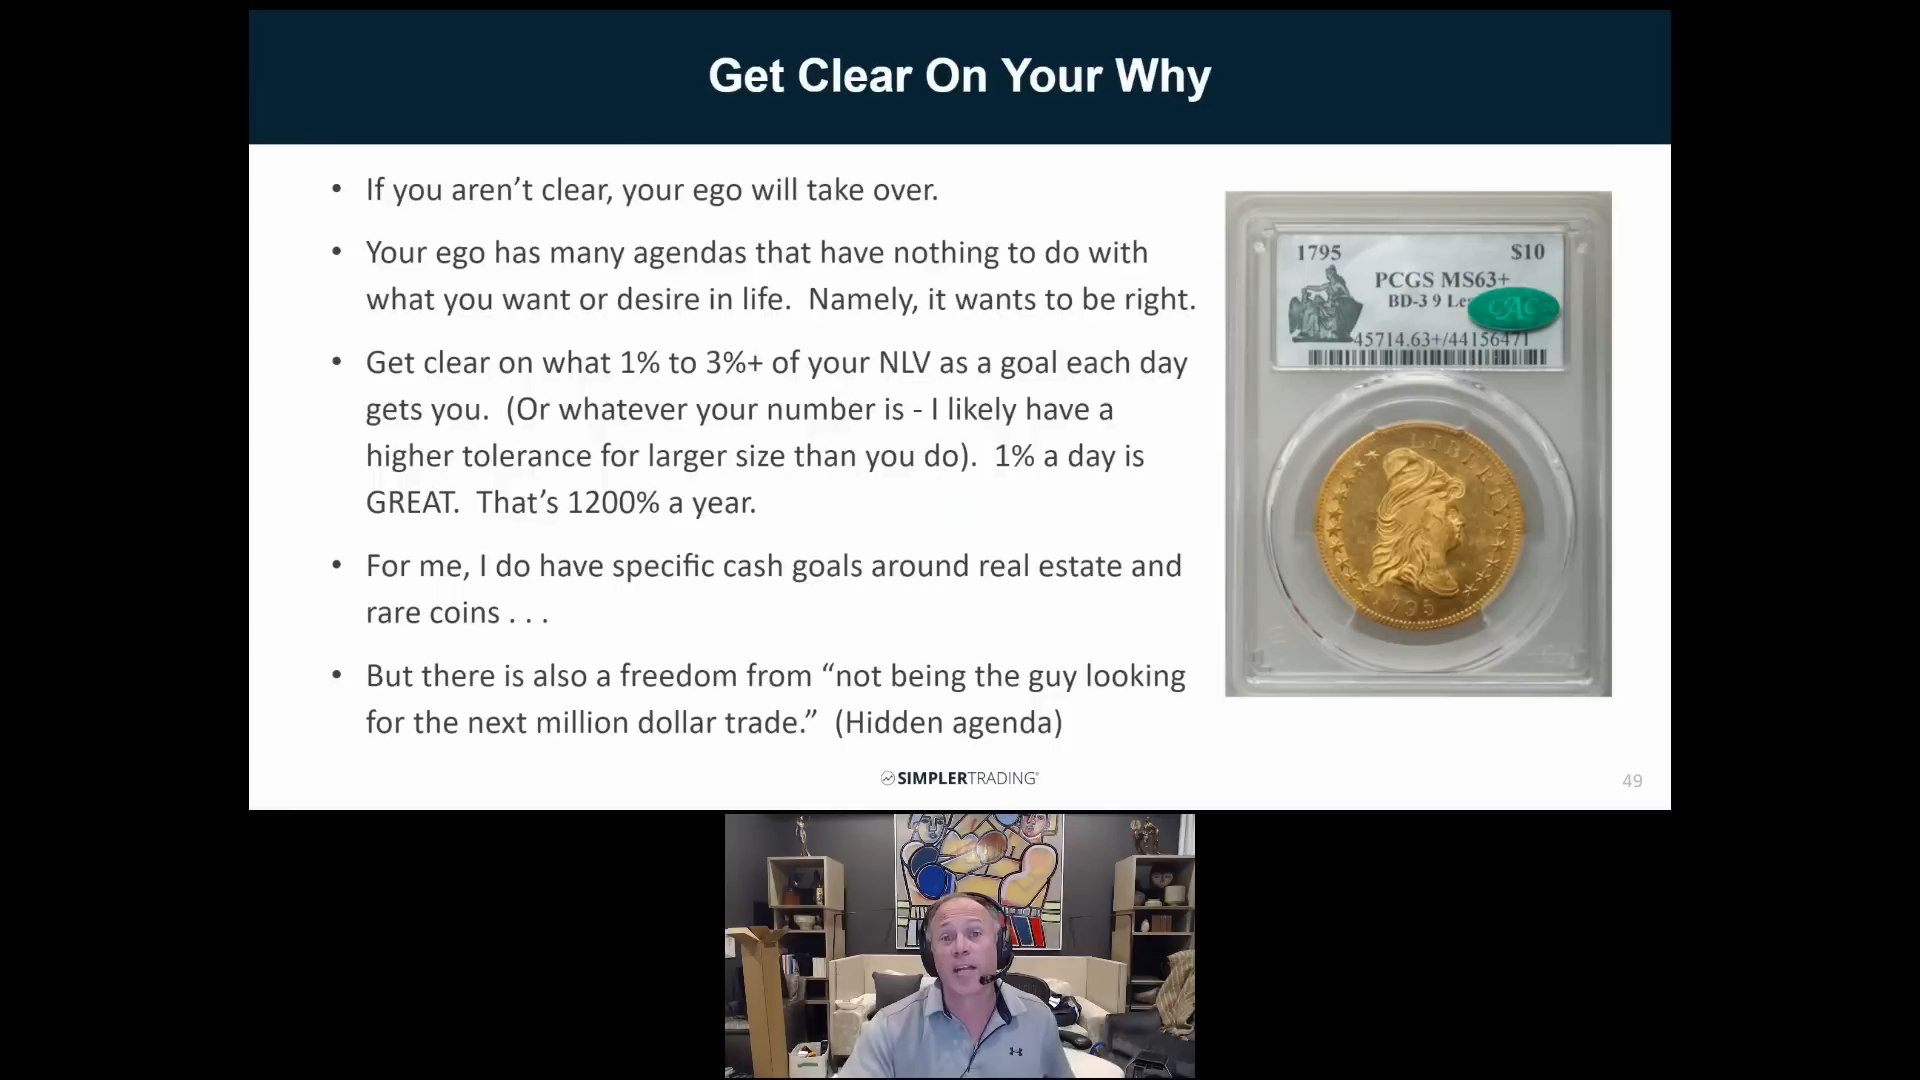 Get Clear On Your Why
• If you aren’t clear, your ego will take over.
• Your ego has many agendas that have nothing to do with
what you want or desire in life.  Namely, it wants to be right.
• Get clear on what 1% to 3%+ of your NLV as a goal each day
gets you.  (Or whatever your number is - I likely have a
higher tolerance for larger size than you do).  1% a day is
GREAT.  That’s 1200% a year.
• For me, I do have specific cash goals around real estate and
rare coins . . .
• But there is also a freedom from “not being the guy looking
for the next million dollar trade.”  (Hidden agenda)
1795 $10
PCGS MS63+
BD-3 9
CAC
45714.63+/44156471
LIBERTY
1795
SIMPLERTRADING
49